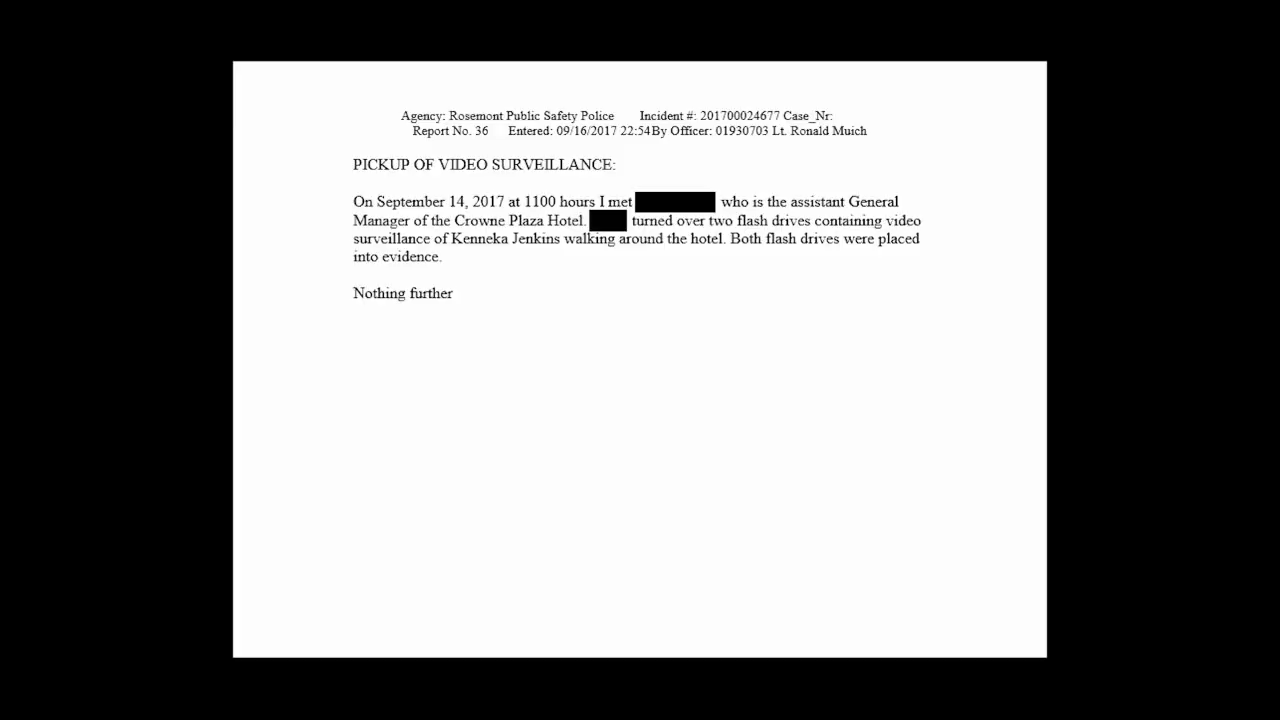 Agency: Rosemont Public Safety Police Incident #: 201700024677 Case_Nr:
Report No. 36 Entered: 09/16/2017 22:54By Officer: 01930703 Lt. Ronald Muich
PICKUP OF VIDEO SURVEILLANCE:
On September 14, 2017 at 1100 hours I met who is the assistant General
Manager of the Crowne Plaza Hotel. turned over two flash drives containing video
surveillance of Kenneka Jenkins walking around the hotel. Both flash drives were placed
into evidence.
Nothing further